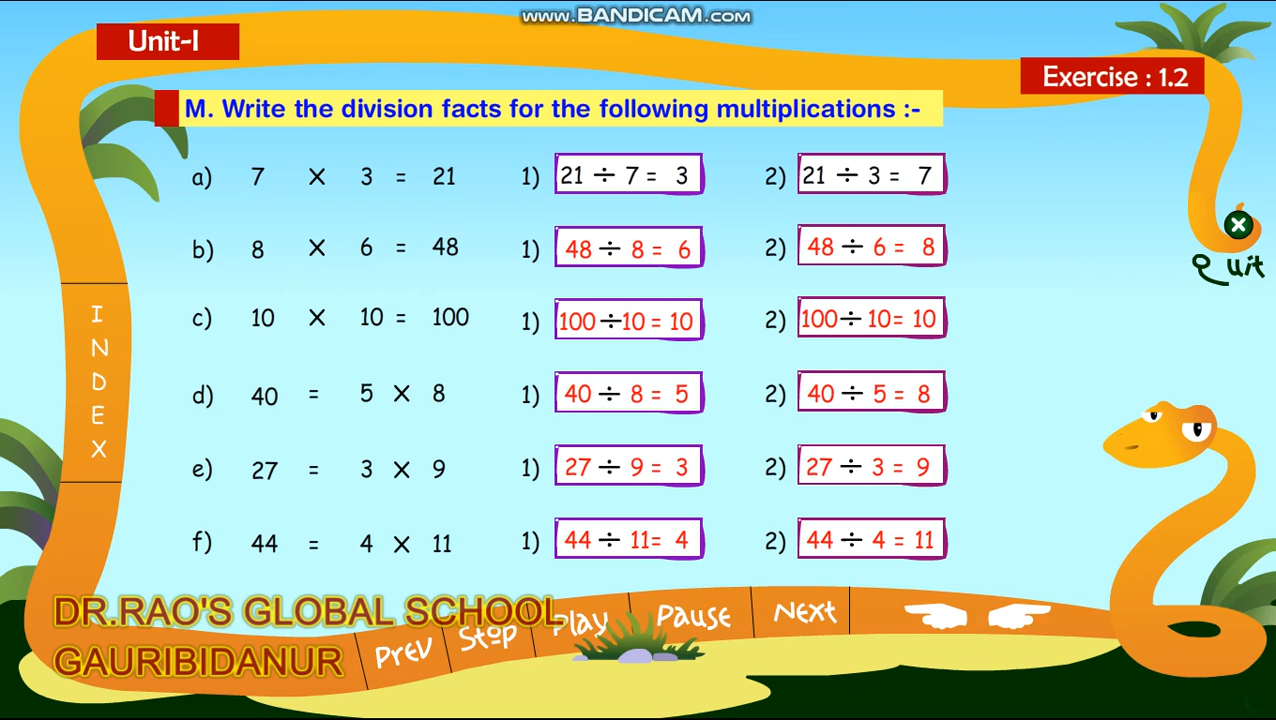 www.BANDICAM.com
Unit-I
Exercise : 1.2
M. Write the division facts for the following multiplications :-
a) 7 × 3 = 21 1) 21 ÷ 7 = 3 2) 21 ÷ 3 = 7
b) 8 × 6 = 48 1) 48 ÷ 8 = 6 2) 48 ÷ 6 = 8
c) 10 × 10 = 100 1) 100 ÷ 10 = 10 2) 100 ÷ 10 = 10
d) 40 = 5 × 8 1) 40 ÷ 8 = 5 2) 40 ÷ 5 = 8
e) 27 = 3 × 9 1) 27 ÷ 9 = 3 2) 27 ÷ 3 = 9
f) 44 = 4 × 11 1) 44 ÷ 11 = 4 2) 44 ÷ 4 = 11
Quit
INDEX
DR.RAO'S GLOBAL SCHOOL
GAURIBIDANUR
Prev Stop Play Pause Next